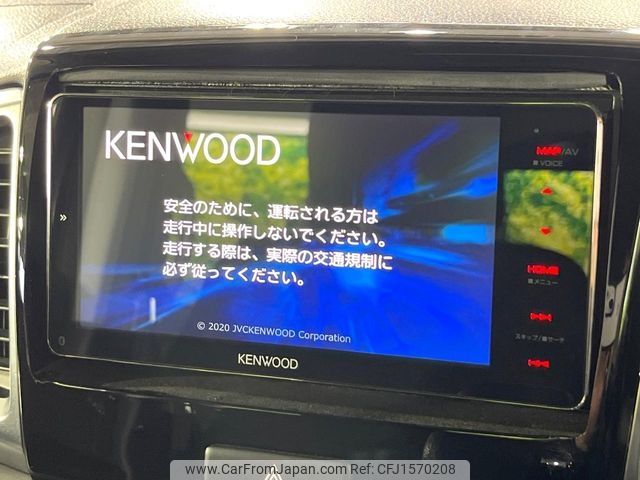 KENWOOD
安全のために、運転される方は
走行中に操作しないでください。
走行する際は、実際の交通規制に
必ず従ってください。
© 2020 JVCKENWOOD Corporation
KENWOOD
MAP/AV
VOICE
HOME
メニュー
スキップ/サーチ
www.CarFromJapan.com - CFJ1570208